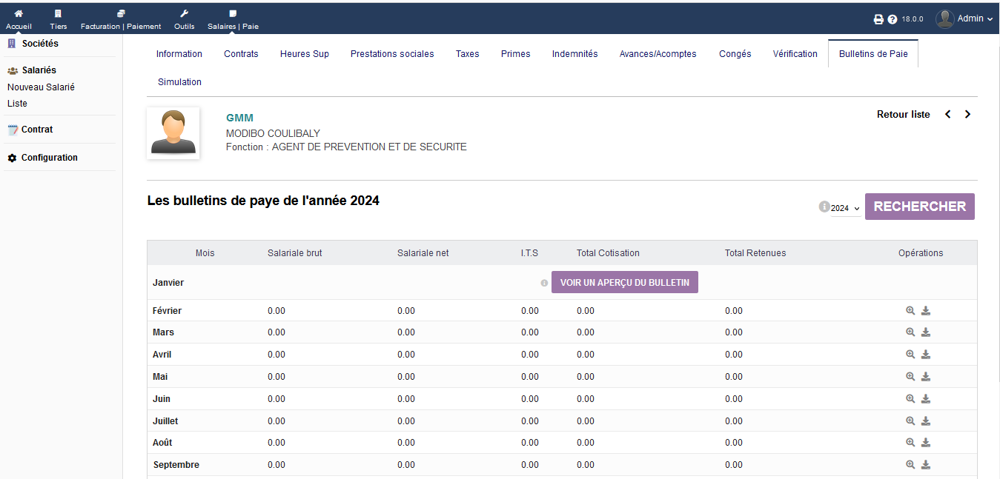 Accueil Tiers Facturation | Paiement Outils Salaires | Paie 18.0.0 Admin
Sociétés
Salariés
Nouveau Salarié
Liste
Contrat
Configuration
Information Contrats Heures Sup Prestations sociales Taxes Primes Indemnités Avances/Acomptes Congés Vérification Bulletins de Paie
Simulation
GMM
MODIBO COULIBALY
Fonction : AGENT DE PREVENTION ET DE SECURITE
Retour liste
Les bulletins de paye de l'année 2024
2024 RECHERCHER
Mois Salariale brut Salariale net I.T.S Total Cotisation Total Retenues Opérations
Janvier VOIR UN APERÇU DU BULLETIN
Février 0.00 0.00 0.00 0.00 0.00
Mars 0.00 0.00 0.00 0.00 0.00
Avril 0.00 0.00 0.00 0.00 0.00
Mai 0.00 0.00 0.00 0.00 0.00
Juin 0.00 0.00 0.00 0.00 0.00
Juillet 0.00 0.00 0.00 0.00 0.00
Août 0.00 0.00 0.00 0.00 0.00
Septembre 0.00 0.00 0.00 0.00 0.00